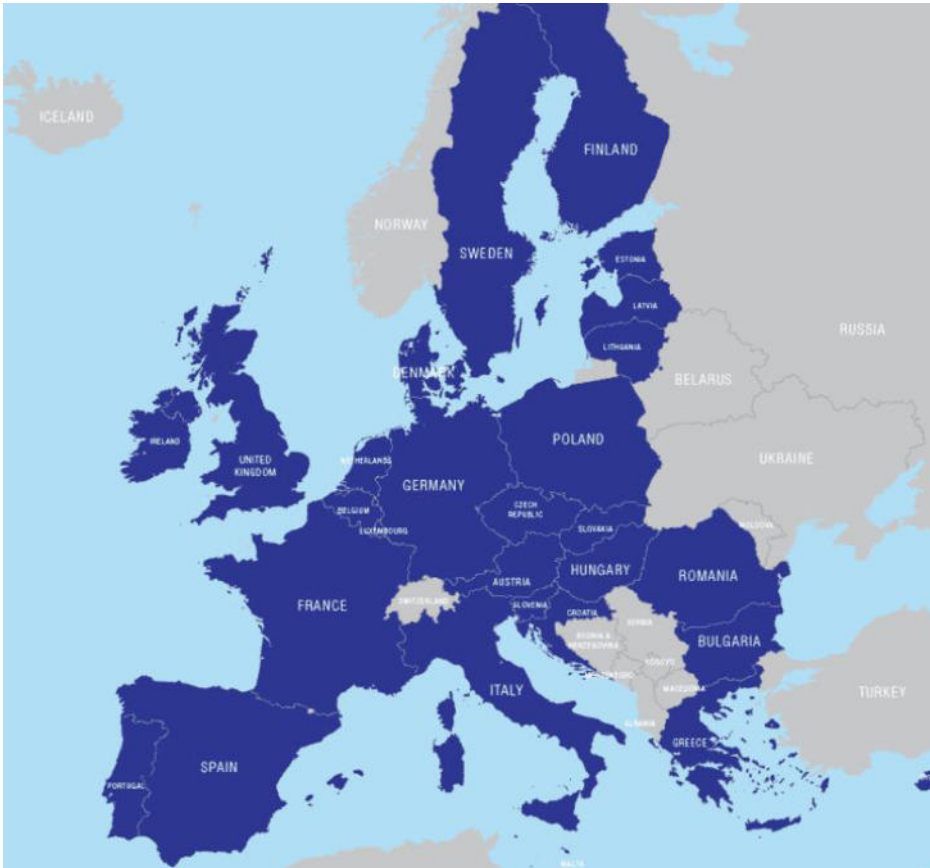 ICELAND
FINLAND
NORWAY
SWEDEN
ESTONIA
LATVIA
RUSSIA
LITHUANIA
DENMARK
BELARUS
IRELAND
UNITED
KINGDOM
POLAND
NETHERLANDS
GERMANY
UKRAINE
BELGIUM
CZECH
REPUBLIC
LUXEMBOURG
SLOVAKIA
MOLDOVA
HUNGARY
AUSTRIA
ROMANIA
FRANCE
SWITZERLAND
SLOVENIA
CROATIA
SERBIA
BOSNIA &
HERZEGOVINA
BULGARIA
KOSOVO
MONTENEGRO
ITALY
MACEDONIA
TURKEY
ALBANIA
GREECE
SPAIN
PORTUGAL
MALTA